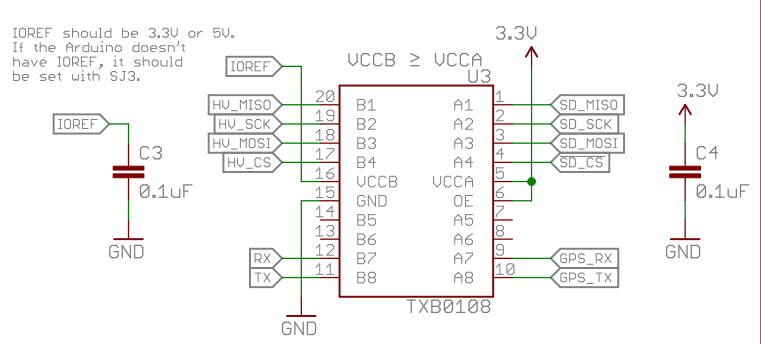 IOREF should be 3.3V or 5V.
If the Arduino doesn't
have IOREF, it should
be set with SJ3.
3.3V
VCCB ≥ VCCA
U3
IOREF
3.3V
HV_MISO 20 B1 A1 1 SD_MISO
HV_SCK 19 B2 A2 2 SD_SCK
IOREF
HV_MOSI 18 B3 A3 3 SD_MOSI
C3
C4
HV_CS 17 B4 A4 4 SD_CS
16 VCCB VCCA 5
0.1uF
0.1uF
15 GND OE 6
14 B5 A5 7
13 B6 A6 8
GND
GND
RX 12 B7 A7 9 GPS_RX
TX 11 B8 A8 10 GPS_TX
TXB0108
GND